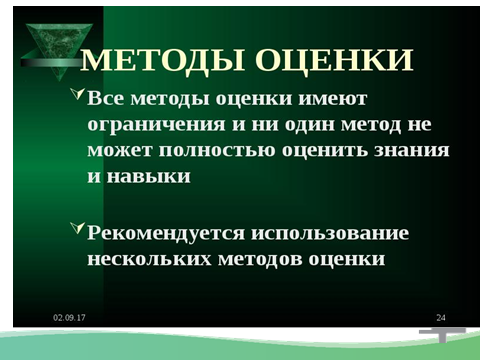 МЕТОДЫ ОЦЕНКИ
Все методы оценки имеют
ограничения и ни один метод не
может полностью оценить знания
и навыки
Рекомендуется использование
нескольких методов оценки
02.09.17
24